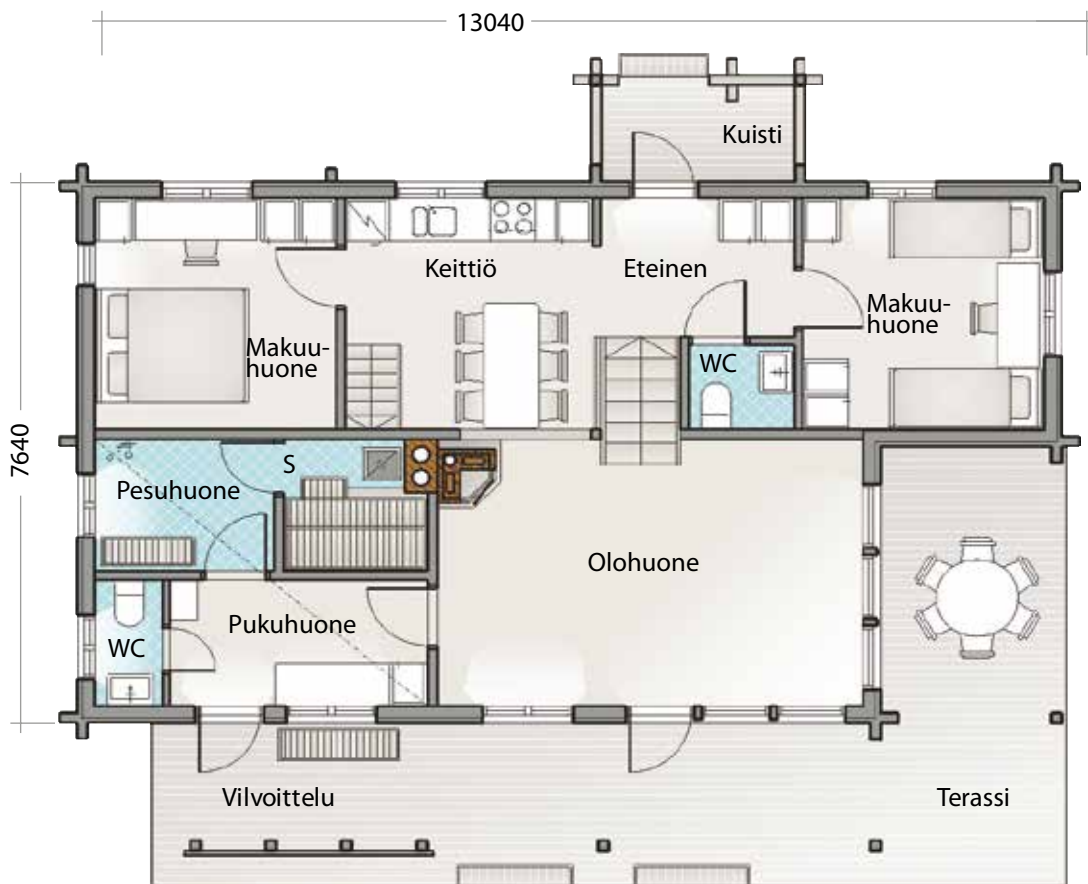 13040
Kuisti
Keittiö
Eteinen
Makuu-
huone
Makuu-
huone
WC
7640
S
Pesuhuone
Olohuone
Pukuhuone
WC
Vilvoittelu
Terassi